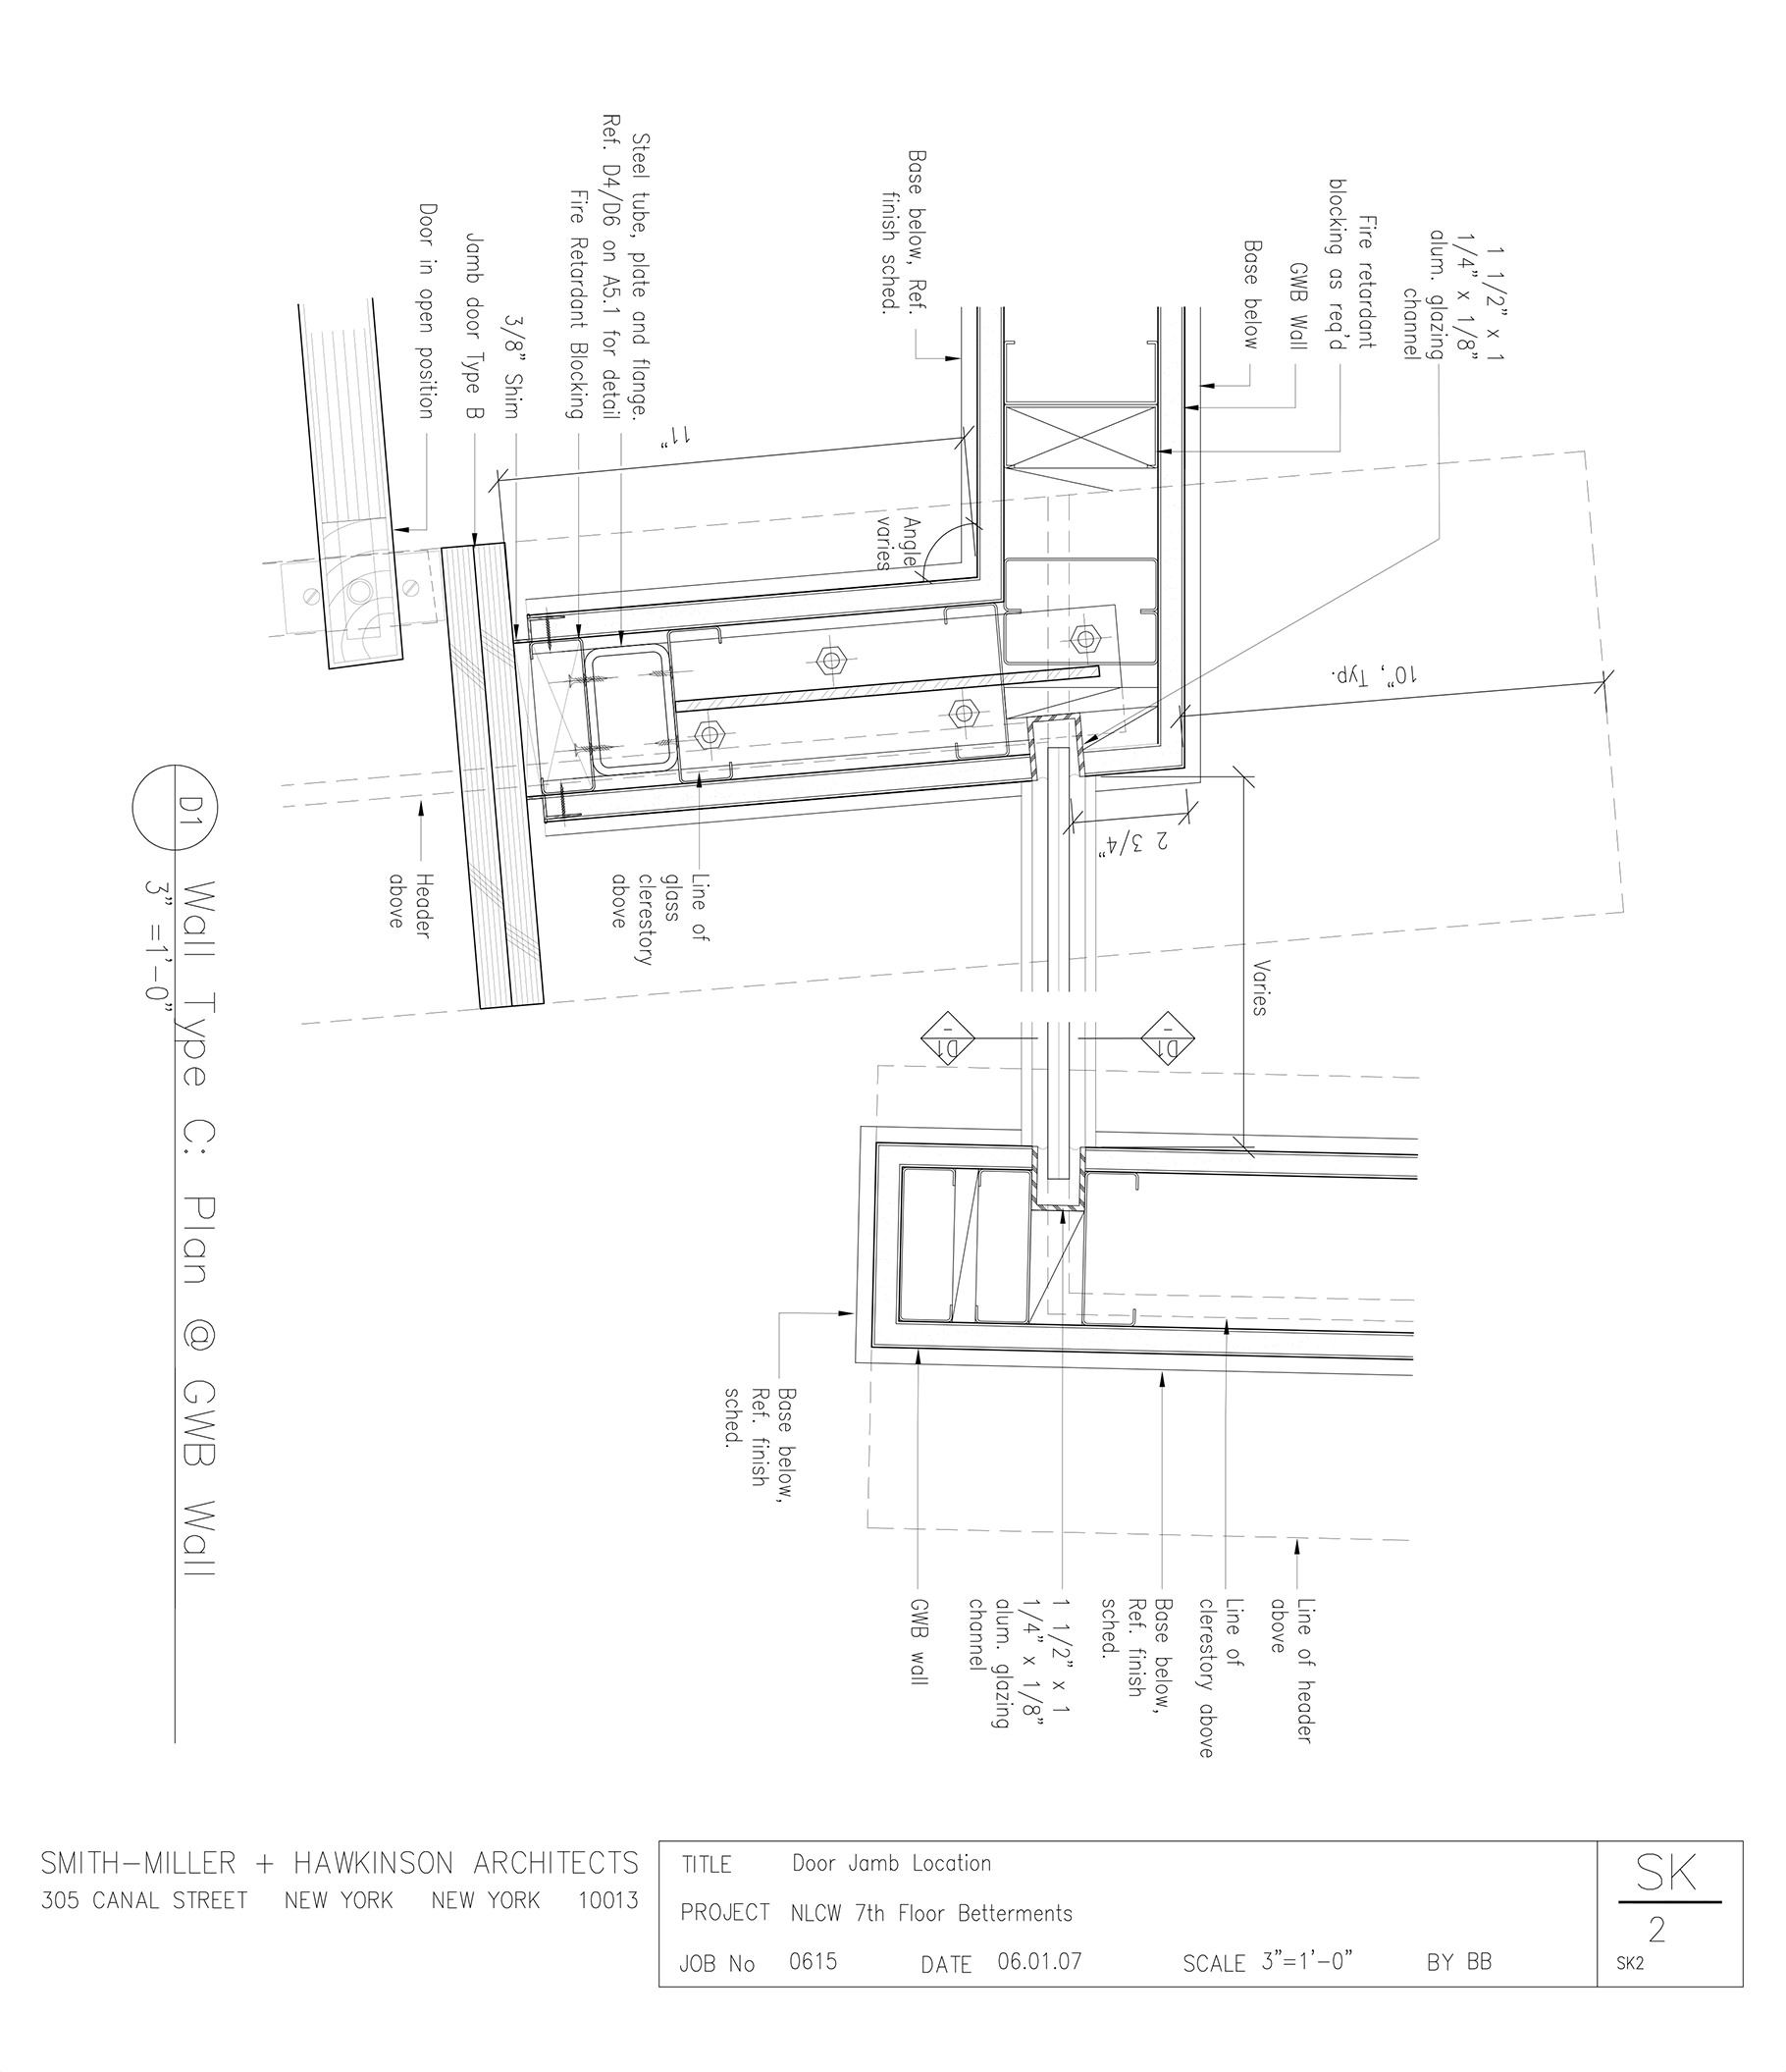 1 1/2" x 1
1/4" x 1/8"
alum. glazing
channel
Fire retardant
blocking as req'd
GWB Wall
Base below
Base below, Ref.
finish sched.
Steel tube, plate and flange.
Ref. D4/D6 on A5.1 for detail
Fire Retardant Blocking
3/8" Shim
Jamb door Type B
Door in open position
11"
Angle
varies
10", Typ.
2 3/4"
Varies
Line of
glass
clerestory
above
Header
above
-
D1
-
D1
Line of header
above
Line of
clerestory above
Base below,
Ref. finish
sched.
1 1/2" x 1
1/4" x 1/8"
alum. glazing
channel
GWB wall
Base below,
Ref. finish
sched.
D1
Wall Type C: Plan @ GWB Wall
3" =1'-0"
SMITH-MILLER + HAWKINSON ARCHITECTS
305 CANAL STREET NEW YORK NEW YORK 10013
TITLE Door Jamb Location
PROJECT NLCW 7th Floor Betterments
JOB No 0615 DATE 06.01.07 SCALE 3"=1'-0" BY BB
SK
2
SK2